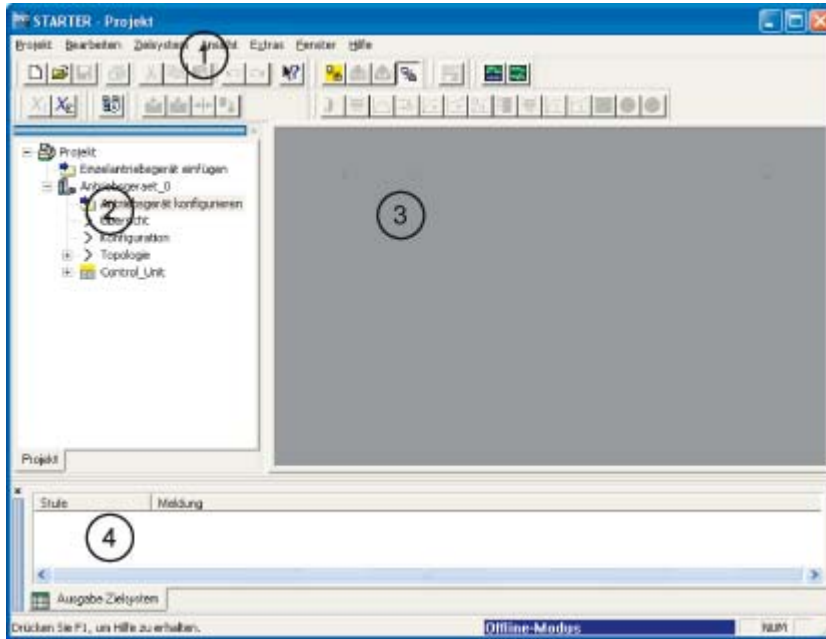 STARTER - Projekt
Projekt Bearbeiten Zielsystem Ansicht Extras Fenster Hilfe
1
Projekt
Einzelantriebsgerät einfügen
Antriebsgeraet_0
Antriebsgerät konfigurieren
2
Übersicht
3
Konfiguration
Topologie
Control_Unit
Projekt
Stufe Meldung
4
Ausgabe Zielsystem
Drücken Sie F1, um Hilfe zu erhalten. Offline-Modus NUM